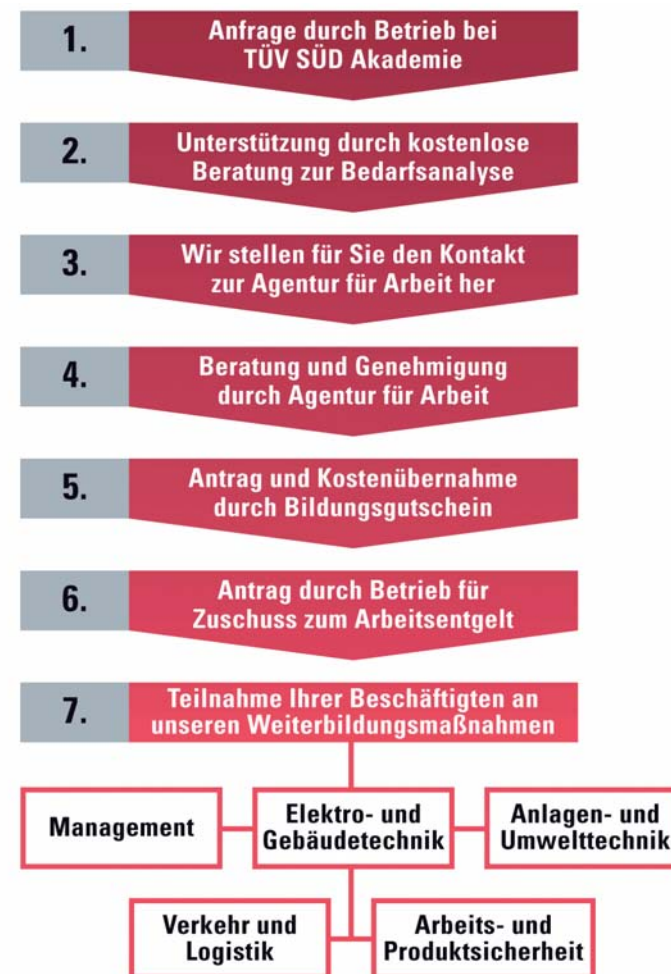 1.
Anfrage durch Betrieb bei
TÜV SÜD Akademie
2.
Unterstützung durch kostenlose
Beratung zur Bedarfsanalyse
3.
Wir stellen für Sie den Kontakt
zur Agentur für Arbeit her
4.
Beratung und Genehmigung
durch Agentur für Arbeit
5.
Antrag und Kostenübernahme
durch Bildungsgutschein
6.
Antrag durch Betrieb für
Zuschuss zum Arbeitsentgelt
7.
Teilnahme Ihrer Beschäftigten an
unseren Weiterbildungsmaßnahmen
Management
Elektro- und
Gebäudetechnik
Anlagen- und
Umwelttechnik
Verkehr und
Logistik
Arbeits- und
Produktsicherheit